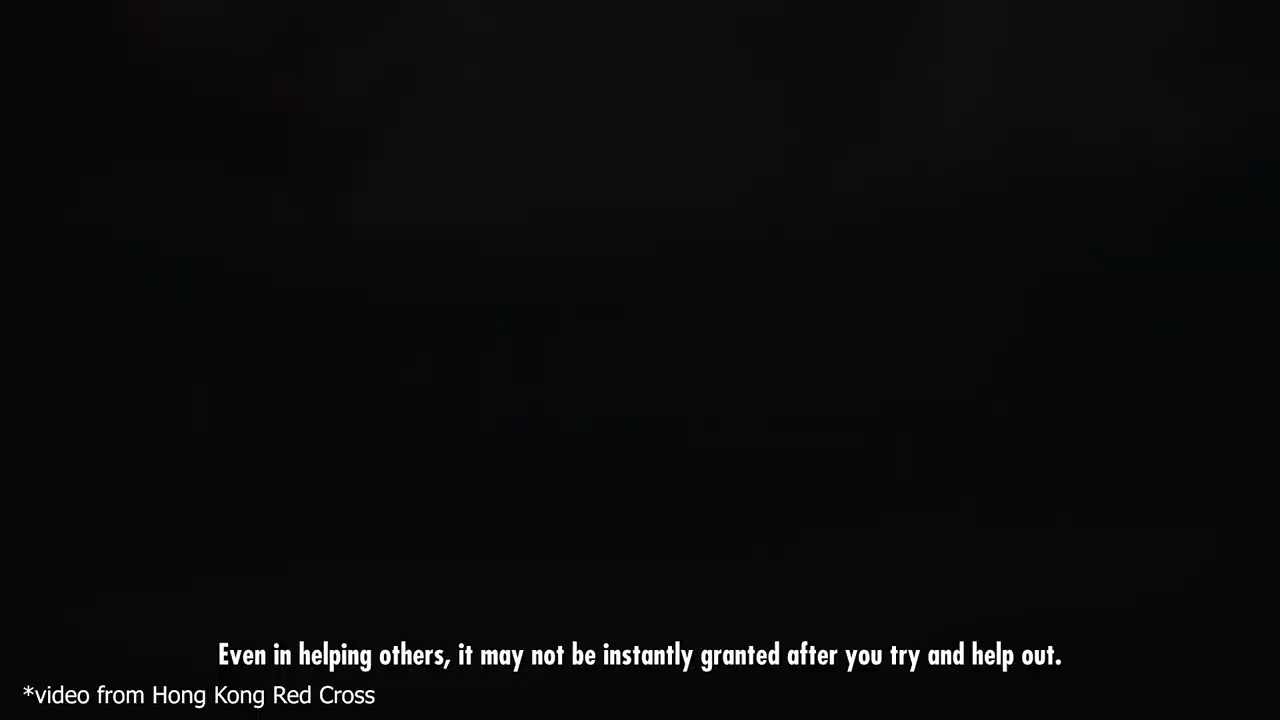 Even in helping others, it may not be instantly granted after you try and help out.
*video from Hong Kong Red Cross